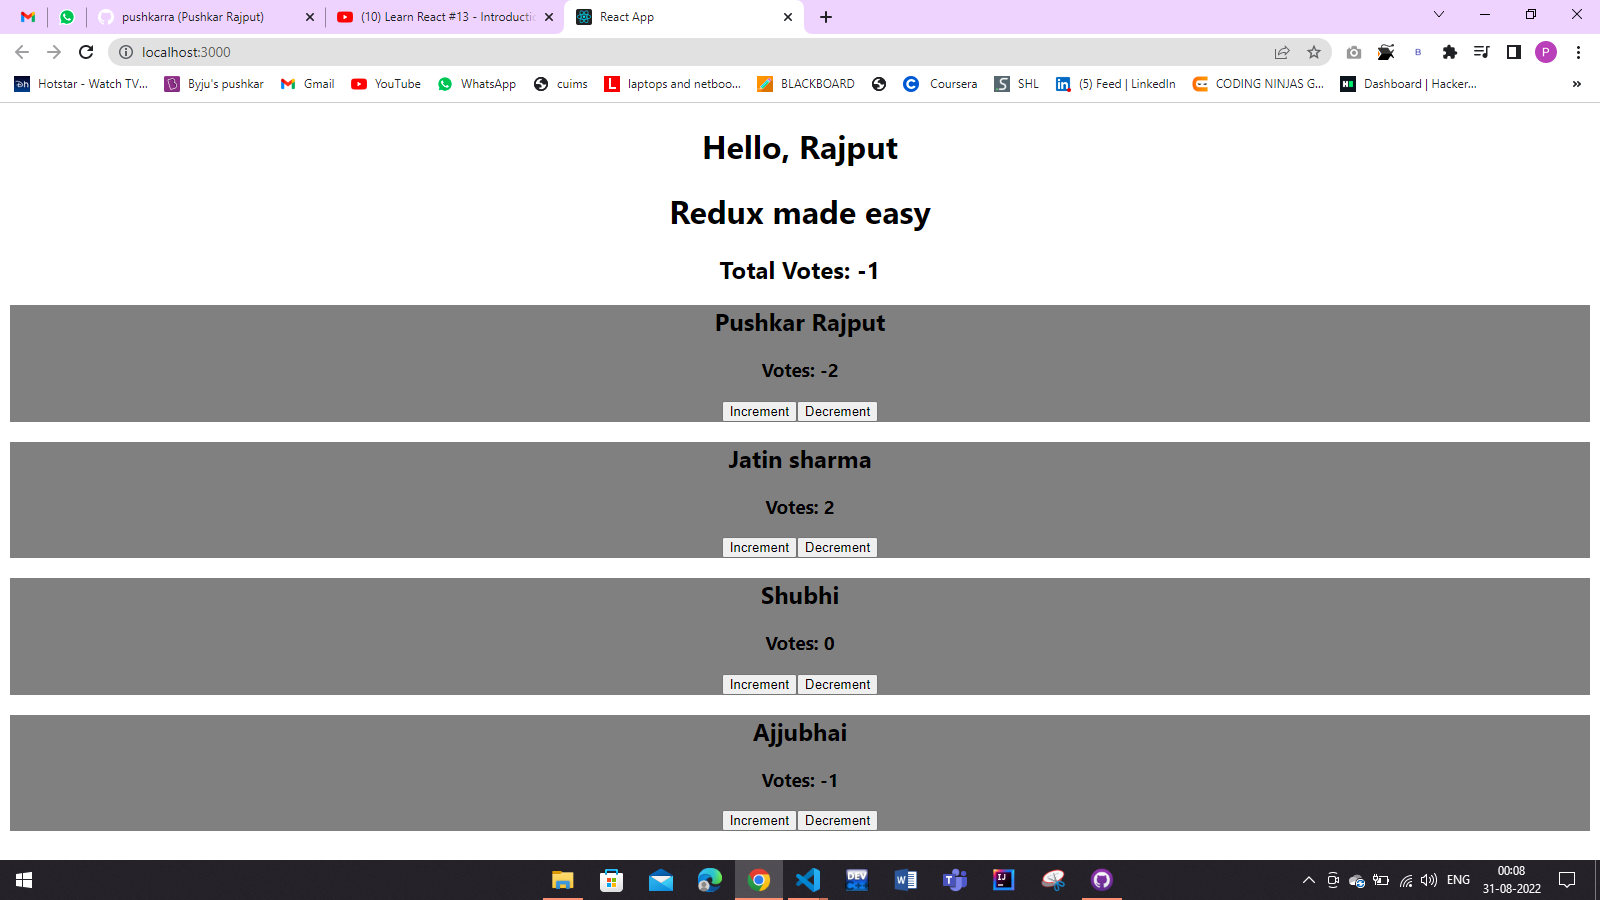 pushkarra (Pushkar Rajput)
(10) Learn React #13 - Introductio
React App
localhost:3000
P
Hotstar - Watch TV...
Byju's pushkar
Gmail
YouTube
WhatsApp
cuims
L
laptops and netboo...
BLACKBOARD
Coursera
SHL
(5) Feed | LinkedIn
CODING NINJAS G...
Dashboard | Hacker...
»
Hello, Rajput
Redux made easy
Total Votes: -1
Pushkar Rajput
Votes: -2
Increment Decrement
Jatin sharma
Votes: 2
Increment Decrement
Shubhi
Votes: 0
Increment Decrement
Ajjubhai
Votes: -1
Increment Decrement
DEV
ENG
00:08
31-08-2022